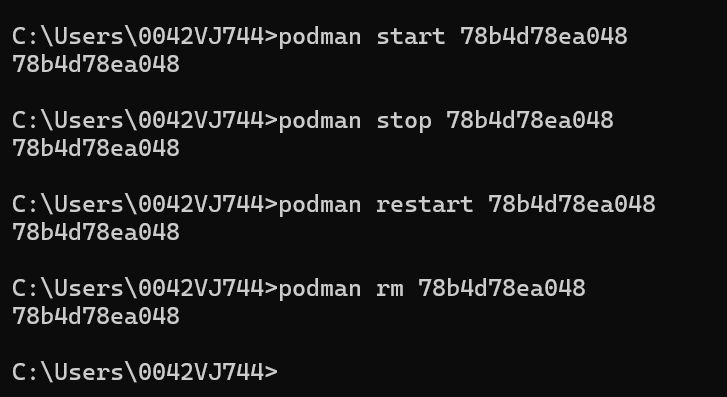 C:\Users\0042VJ744>podman start 78b4d78ea048
78b4d78ea048
C:\Users\0042VJ744>podman stop 78b4d78ea048
78b4d78ea048
C:\Users\0042VJ744>podman restart 78b4d78ea048
78b4d78ea048
C:\Users\0042VJ744>podman rm 78b4d78ea048
78b4d78ea048
C:\Users\0042VJ744>